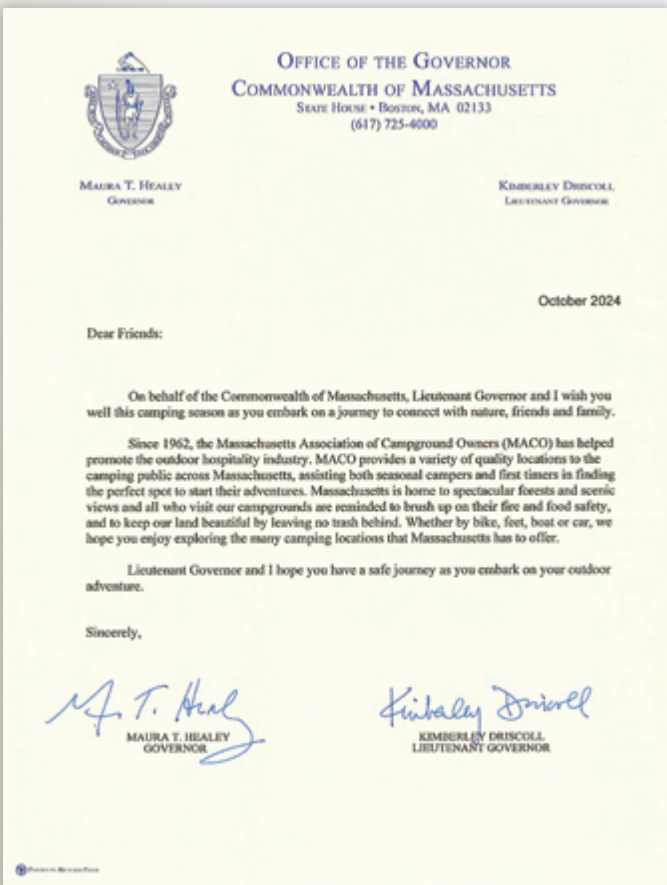 OFFICE OF THE GOVERNOR
COMMONWEALTH OF MASSACHUSETTS
STATE HOUSE • BOSTON, MA 02133
(617) 725-4000
MAURA T. HEALEY
GOVERNOR
KIMBERLEY DRISCOLL
LIEUTENANT GOVERNOR
October 2024
Dear Friends:
On behalf of the Commonwealth of Massachusetts, Lieutenant Governor and I wish you
well this camping season as you embark on a journey to connect with nature, friends and family.
Since 1962, the Massachusetts Association of Campground Owners (MACO) has helped
promote the outdoor hospitality industry. MACO provides a variety of quality locations to the
camping public across Massachusetts, assisting both seasonal campers and first timers in finding
the perfect spot to start their adventures. Massachusetts is home to spectacular forests and scenic
views and all who visit our campgrounds are reminded to brush up on their fire and food safety,
and to keep our land beautiful by leaving no trash behind. Whether by bike, feet, boat or car, we
hope you enjoy exploring the many camping locations that Massachusetts has to offer.
Lieutenant Governor and I hope you have a safe journey as you embark on your outdoor
adventure.
Sincerely,
M. T. Healy
Kimberley Driscoll
MAURA T. HEALEY
GOVERNOR
KIMBERLEY DRISCOLL
LIEUTENANT GOVERNOR